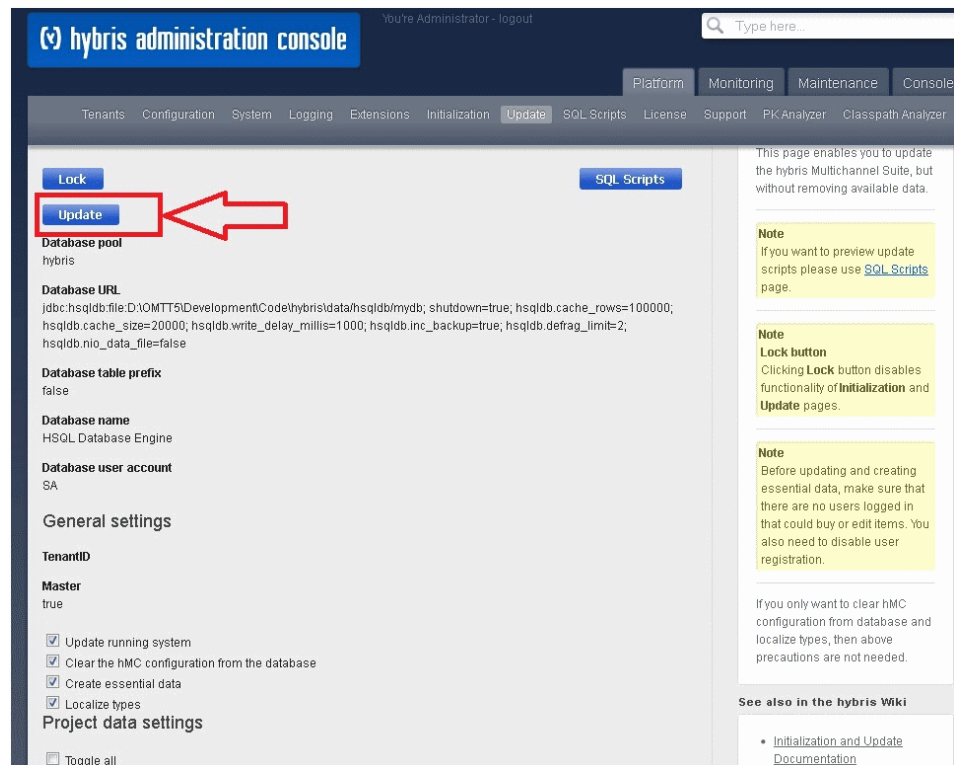 (y) hybris administration console
You're Administrator - logout
Type here...
Platform Monitoring Maintenance Console
Tenants Configuration System Logging Extensions Initialization Update SQL Scripts License Support PK Analyzer Classpath Analyzer
Lock
SQL Scripts
Update
Database pool
hybris
Database URL
jdbc:hsqldb:file:D:\OMTT5\Development\Code\hybris\data/hsqldb/mydb; shutdown=true; hsqldb.cache_rows=100000;
hsqldb.cache_size=20000; hsqldb.write_delay_millis=1000; hsqldb.inc_backup=true; hsqldb.defrag_limit=2;
hsqldb.nio_data_file=false
Database table prefix
false
Database name
HSQL Database Engine
Database user account
SA
General settings
TenantID
Master
true
Update running system
Clear the hMC configuration from the database
Create essential data
Localize types
Project data settings
Toggle all
This page enables you to update
the hybris Multichannel Suite, but
without removing available data.
Note
If you want to preview update
scripts please use SQL Scripts
page.
Note
Lock button
Clicking Lock button disables
functionality of Initialization and
Update pages.
Note
Before updating and creating
essential data, make sure that
there are no users logged in
that could buy or edit items. You
also need to disable user
registration.
If you only want to clear hMC
configuration from database and
localize types, then above
precautions are not needed.
See also in the hybris Wiki
Initialization and Update
Documentation